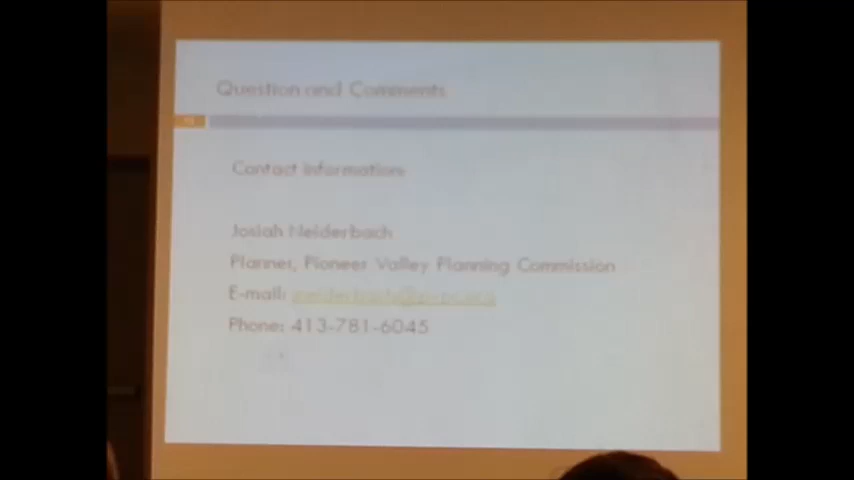 Question and Comments
Contact Information:
Josiah Neiderbach
Planner, Pioneer Valley Planning Commission
E-mail:
Phone: 413-781-6045